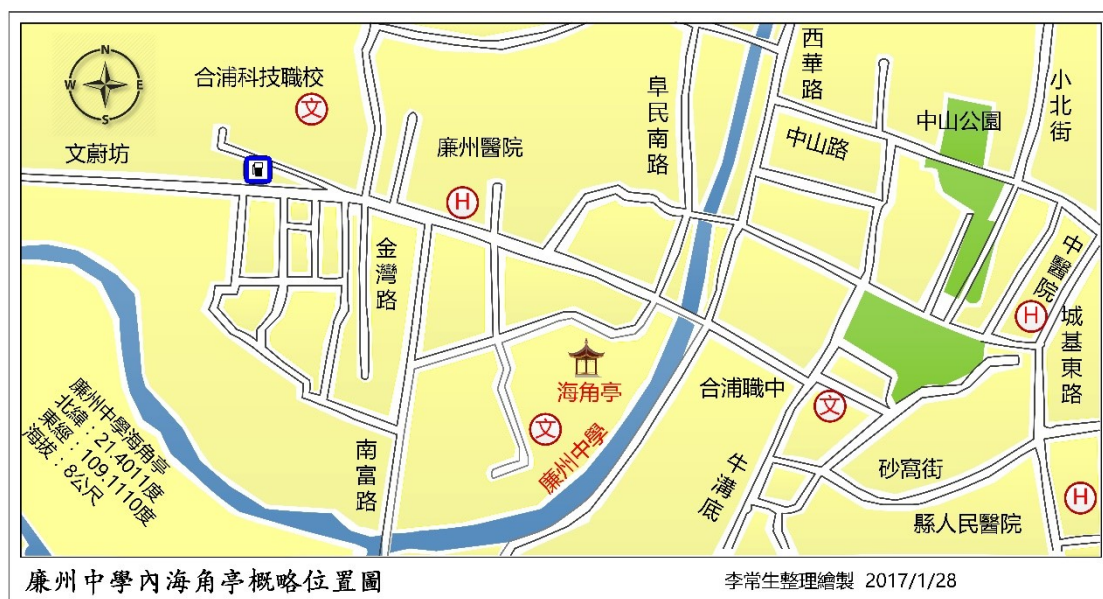 N
W
E
S
合浦科技職校
文
文蔚坊
廉州醫院
H
阜民南路
西華路
中山路
中山公園
小北街
金灣路
中醫院
H
城基東路
海角亭
文
廉州中學
合浦職中
文
南富路
牛溝底
砂窩街
縣人民醫院
H
廉州中學海角亭
北緯：21.4011度
東經：109.1110度
海拔：8公尺
廉州中學內海角亭概略位置圖
李常生整理繪製 2017/1/28